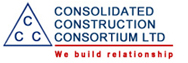 C
C C
CONSOLIDATED
CONSTRUCTION
CONSORTIUM LTD
We build relationship